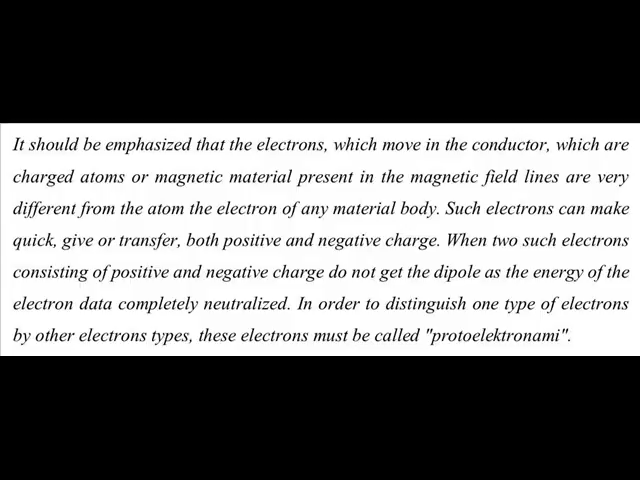 It should be emphasized that the electrons, which move in the conductor, which are
charged atoms or magnetic material present in the magnetic field lines are very
different from the atom the electron of any material body. Such electrons can make
quick, give or transfer, both positive and negative charge. When two such electrons
consisting of positive and negative charge do not get the dipole as the energy of the
electron data completely neutralized. In order to distinguish one type of electrons
by other electrons types, these electrons must be called "protoelektronami".